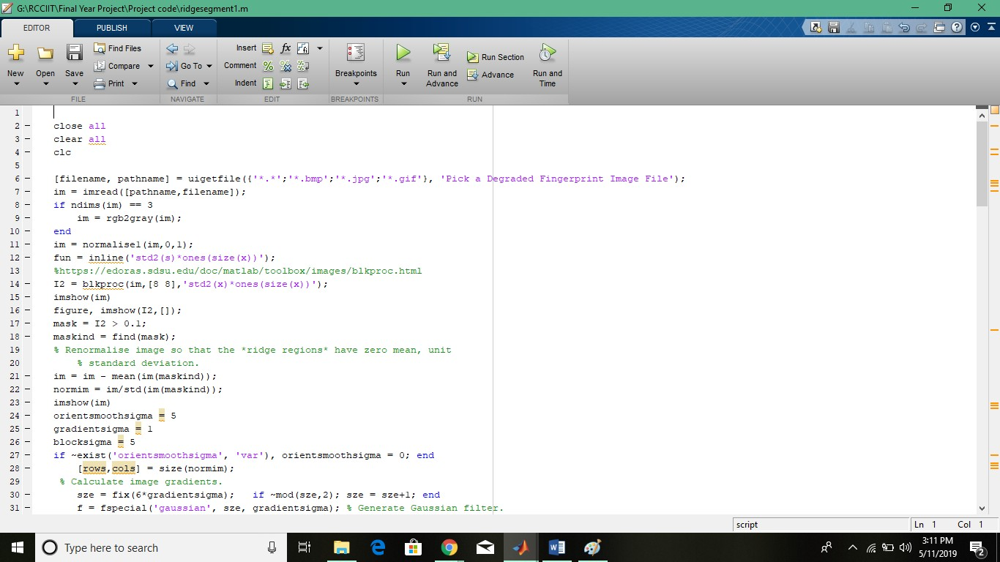 G:\RCCIIT\Final Year Project\Project code\ridgesegment1.m
EDITOR PUBLISH VIEW
New Open Save Find Files Compare Print
Go To Find
Insert fx
Comment
Indent
Breakpoints
Run Run and Advance Run Section Advance Run and Time
FILE NAVIGATE EDIT BREAKPOINTS RUN
1
2 - close all
3 - clear all
4 - clc
5
6 - [filename, pathname] = uigetfile({'*.*';'*.bmp';'*.jpg';'*.gif'}, 'Pick a Degraded Fingerprint Image File');
7 - im = imread([pathname,filename]);
8 - if ndims(im) == 3
9 - im = rgb2gray(im);
10 - end
11 - im = normalise1(im,0,1);
12 - fun = inline('std2(s)*ones(size(x))');
13 %https://edoras.sdsu.edu/doc/matlab/toolbox/images/blkproc.html
14 - I2 = blkproc(im,[8 8],'std2(x)*ones(size(x))');
15 - imshow(im)
16 - figure, imshow(I2,[]);
17 - mask = I2 > 0.1;
18 - maskind = find(mask);
19 % Renormalise image so that the *ridge regions* have zero mean, unit
20 % standard deviation.
21 - im = im - mean(im(maskind));
22 - normim = im/std(im(maskind));
23 - imshow(im)
24 - orientsmoothsigma = 5
25 - gradientsigma = 1
26 - blocksigma = 5
27 - if ~exist('orientsmoothsigma', 'var'), orientsmoothsigma = 0; end
28 - [rows,cols] = size(normim);
29 % Calculate image gradients.
30 - sze = fix(6*gradientsigma); if ~mod(sze,2); sze = sze+1; end
31 - f = fspecial('gaussian', sze, gradientsigma); % Generate Gaussian filter.
script Ln 1 Col 1
Type here to search
3:11 PM
5/11/2019
2